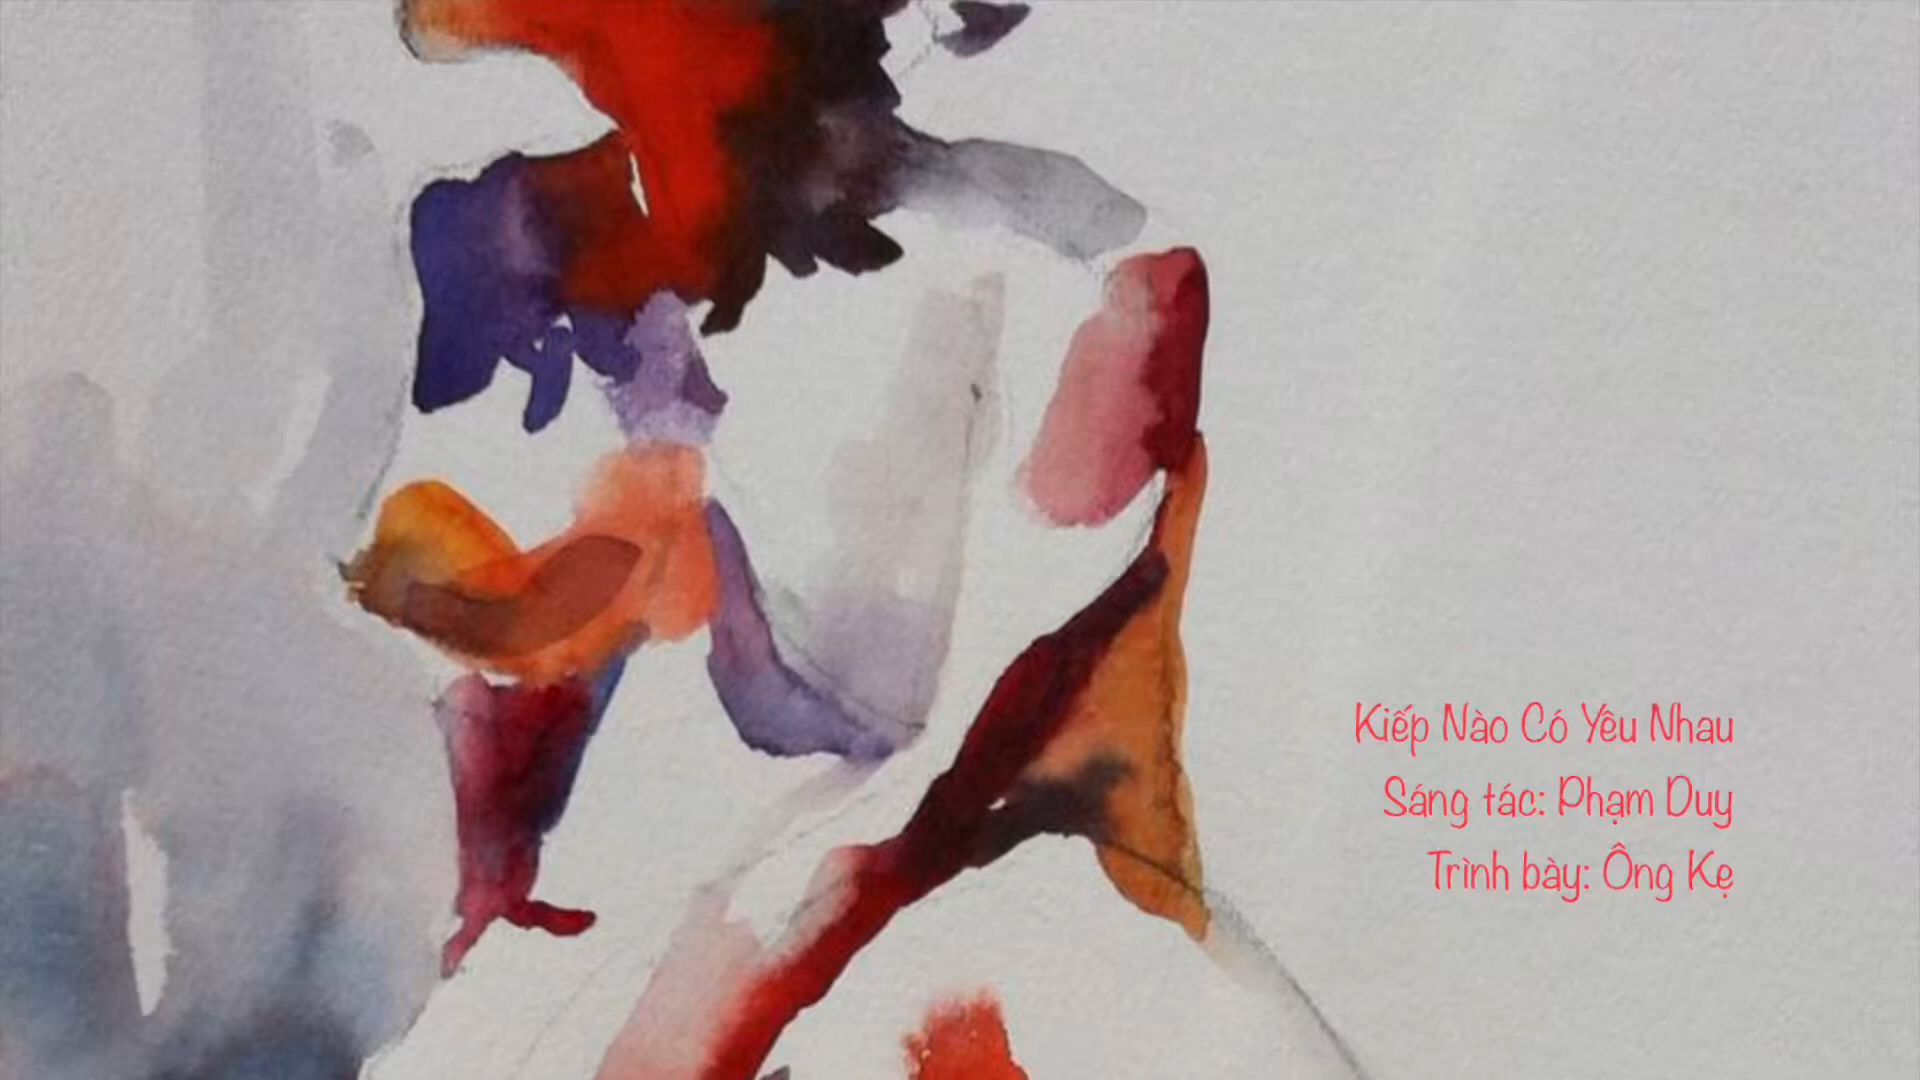 Kiếp Nào Có Yêu Nhau
Sáng tác: Phạm Duy
Trình bày: Ông Kẹ